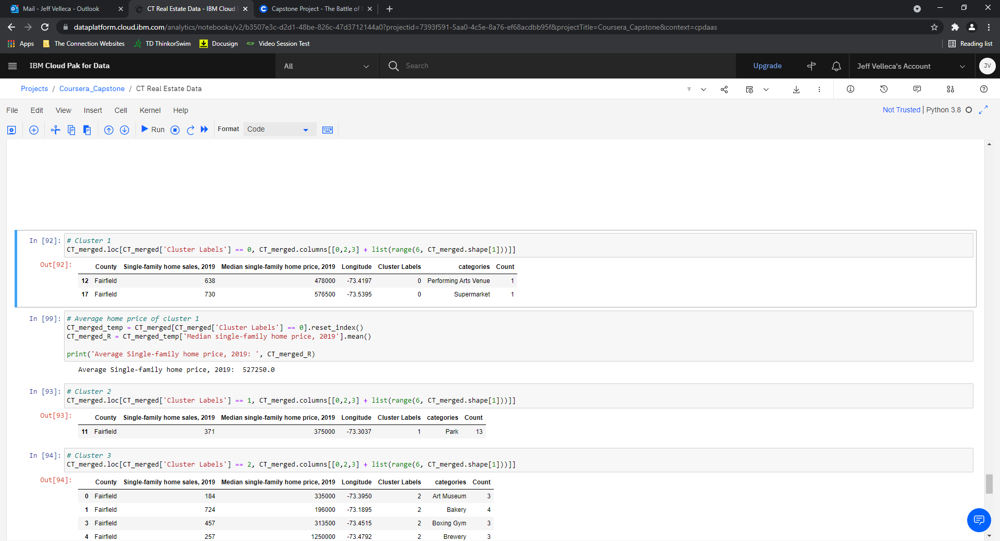 Mail - Jeff Velleca - Outlook
CT Real Estate Data - IBM Cloud
Capstone Project - The Battle of
dataplatform.cloud.ibm.com/analytics/notebooks/v2/b3507e3c-d2d1-48be-826c-47d3712144a0?projectid=7393f591-5aa0-4c5e-8a76-ef68acdbb95f&projectTitle=Coursera_Capstone&context=cpdaas
Apps The Connection Websites TD ThinkorSwim Docusign Video Session Test Reading list
IBM Cloud Pak for Data All Search Upgrade Jeff Velleca's Account JV
Projects / Coursera_Capstone / CT Real Estate Data
File Edit View Insert Cell Kernel Help Not Trusted | Python 3.8
Run Format Code
In [92]: # Cluster 1
CT_merged.loc[CT_merged['Cluster Labels'] == 0, CT_merged.columns[[0,2,3] + list(range(6, CT_merged.shape[1]))]]
Out[92]:
County Single-family home sales, 2019 Median single-family home price, 2019 Longitude Cluster Labels categories Count
12 Fairfield 638 478000 -73.4197 0 Performing Arts Venue 1
17 Fairfield 730 576500 -73.5395 0 Supermarket 1
In [99]: # Average home price of cluster 1
CT_merged_temp = CT_merged[CT_merged['Cluster Labels'] == 0].reset_index()
CT_merged_R = CT_merged_temp['Median single-family home price, 2019'].mean()
print('Average Single-family home price, 2019: ', CT_merged_R)
Average Single-family home price, 2019:  527250.0
In [93]: # Cluster 2
CT_merged.loc[CT_merged['Cluster Labels'] == 1, CT_merged.columns[[0,2,3] + list(range(6, CT_merged.shape[1]))]]
Out[93]:
County Single-family home sales, 2019 Median single-family home price, 2019 Longitude Cluster Labels categories Count
11 Fairfield 371 375000 -73.3037 1 Park 13
In [94]: # Cluster 3
CT_merged.loc[CT_merged['Cluster Labels'] == 2, CT_merged.columns[[0,2,3] + list(range(6, CT_merged.shape[1]))]]
Out[94]:
County Single-family home sales, 2019 Median single-family home price, 2019 Longitude Cluster Labels categories Count
0 Fairfield 184 335000 -73.3950 2 Art Museum 3
1 Fairfield 724 196000 -73.1895 2 Bakery 4
3 Fairfield 457 313500 -73.4515 2 Boxing Gym 3
4 Fairfield 257 1250000 -73.4792 2 Brewery 3